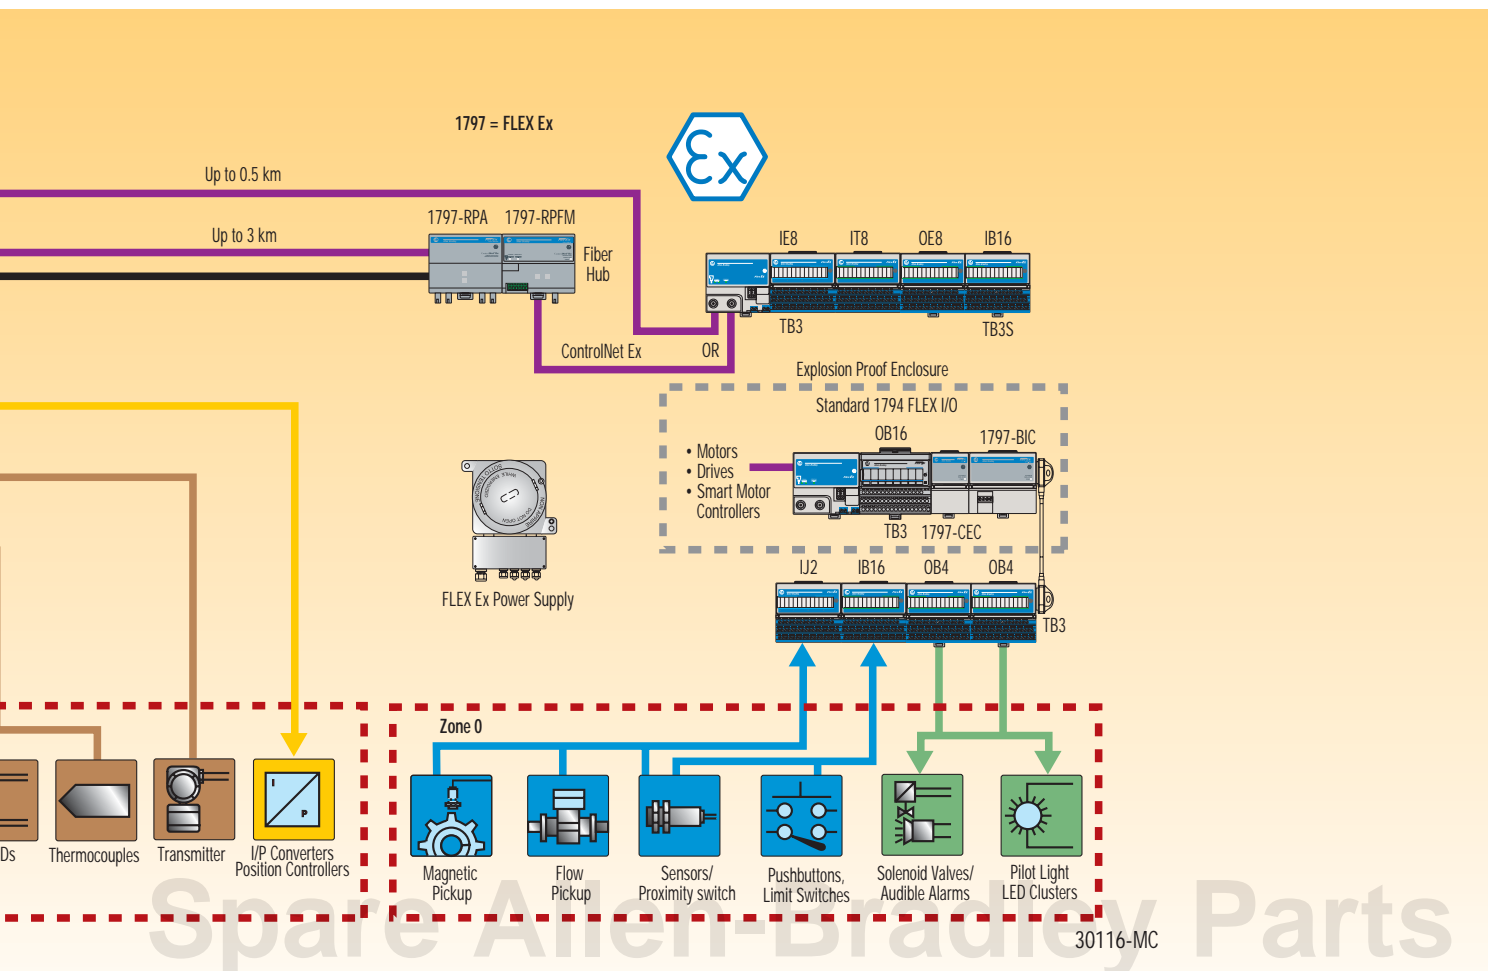 1797 = FLEX Ex
Ex
Up to 0.5 km
1797-RPA 1797-RPFM
Up to 3 km
Fiber
Hub
IE8 IT8 OE8 IB16
TB3 TB3S
ControlNet Ex OR
Explosion Proof Enclosure
Standard 1794 FLEX I/O
OB16 1797-BIC
• Motors
• Drives
• Smart Motor
Controllers
TB3 1797-CEC
FLEX Ex Power Supply
IJ2 IB16 OB4 OB4
TB3
Zone 0
I
P
Ds
Thermocouples
Transmitter
I/P Converters
Position Controllers
Magnetic
Pickup
Flow
Pickup
Sensors/
Proximity switch
Pushbuttons,
Limit Switches
Solenoid Valves/
Audible Alarms
Pilot Light
LED Clusters
Spare Allen-Bradley Parts
30116-MC